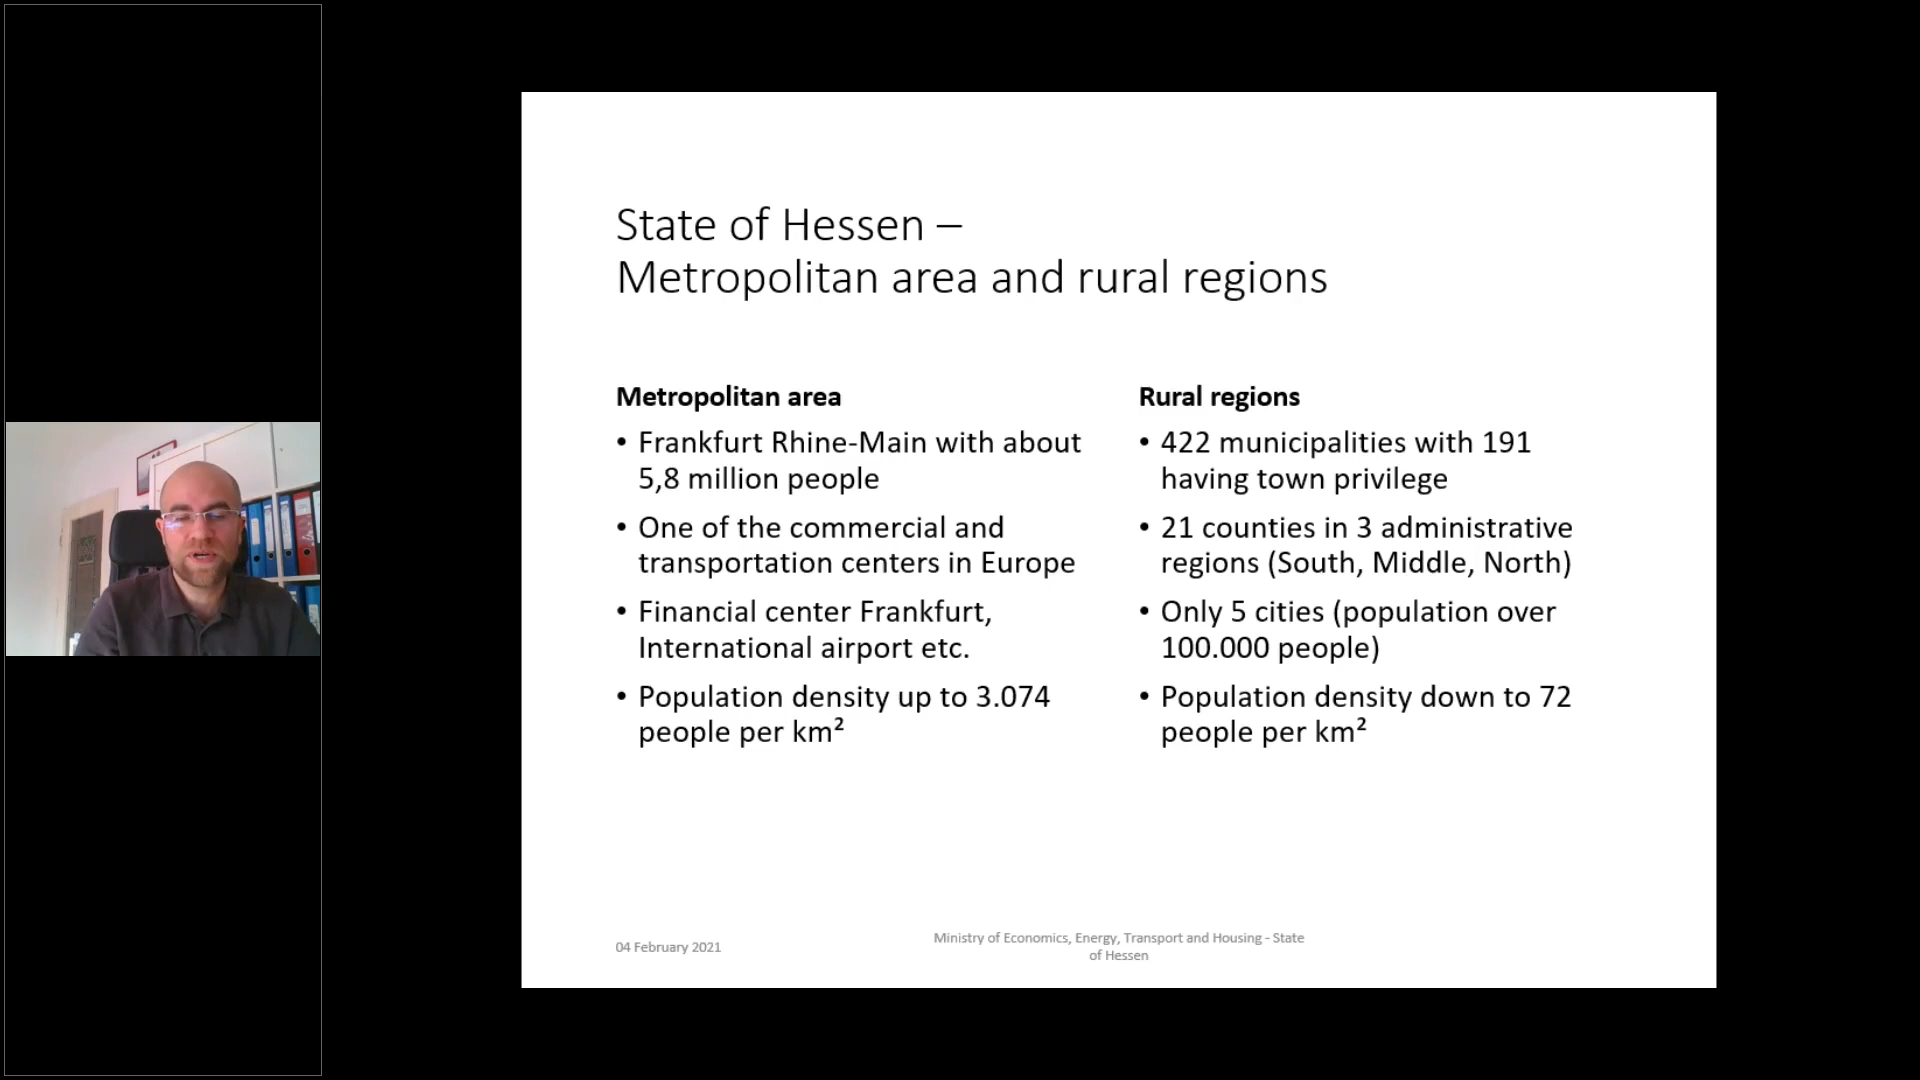 State of Hessen –
Metropolitan area and rural regions
Metropolitan area
• Frankfurt Rhine-Main with about
5,8 million people
• One of the commercial and
transportation centers in Europe
• Financial center Frankfurt,
International airport etc.
• Population density up to 3.074
people per km²
Rural regions
• 422 municipalities with 191
having town privilege
• 21 counties in 3 administrative
regions (South, Middle, North)
• Only 5 cities (population over
100.000 people)
• Population density down to 72
people per km²
04 February 2021
Ministry of Economics, Energy, Transport and Housing - State
of Hessen